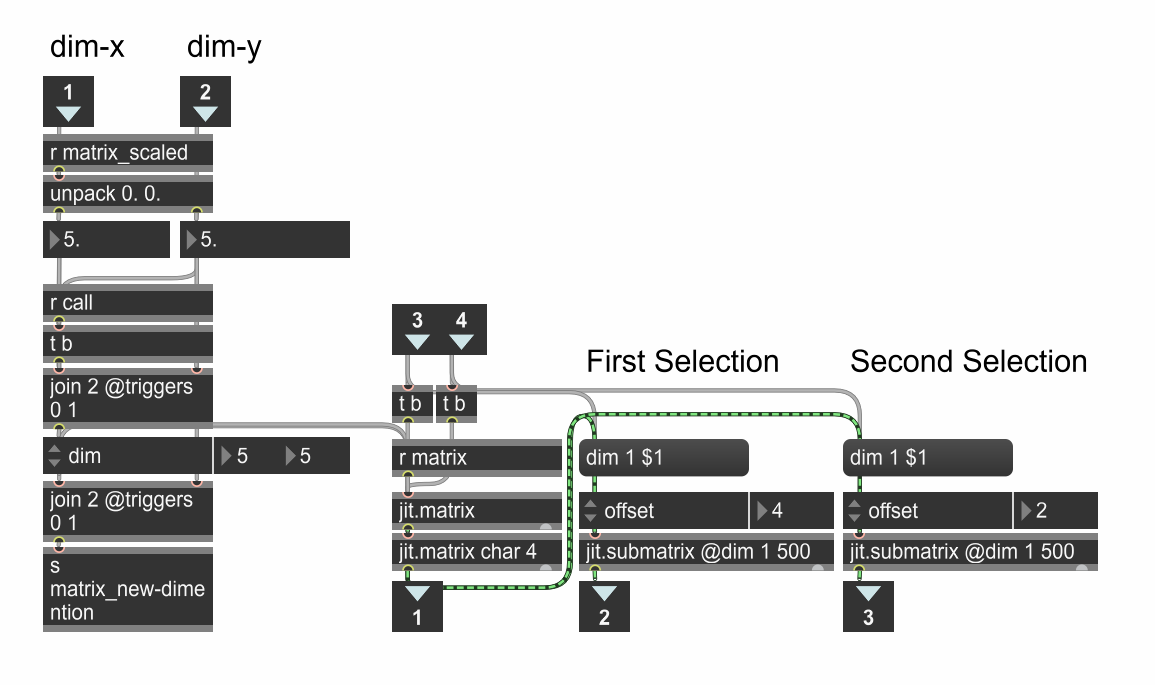 dim-x
dim-y
1
2
r matrix_scaled
unpack 0. 0.
5.
5.
r call
t b
join 2 @triggers
0 1
dim
5
5
join 2 @triggers
0 1
s
matrix_new-dime
ntion
3
4
t b
t b
r matrix
jit.matrix
jit.matrix char 4
1
First Selection
dim 1 $1
offset
4
jit.submatrix @dim 1 500
2
Second Selection
dim 1 $1
offset
2
jit.submatrix @dim 1 500
3